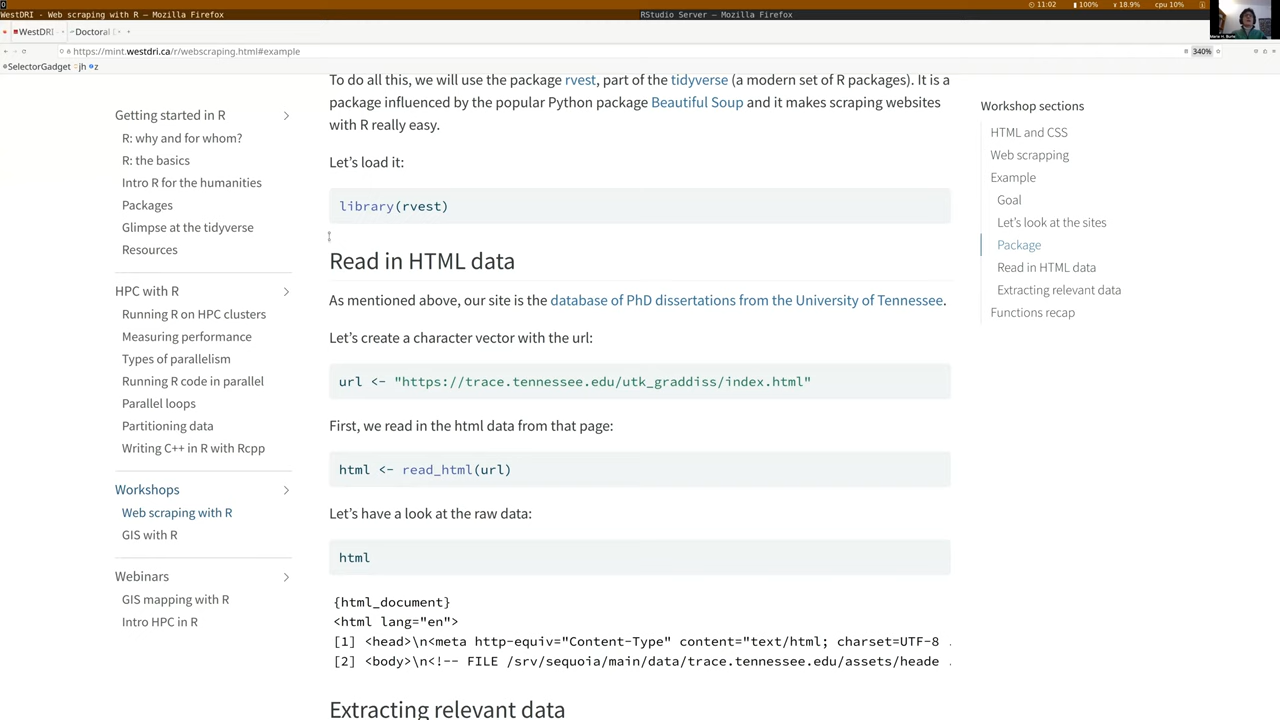 0
11:02 100% 18.9% cpu 10%
WestDRI - Web scraping with R — Mozilla Firefox
RStudio Server — Mozilla Firefox
WestDRI
Doctoral
https://mint.westdri.ca/r/webscraping.html#example
340%
SelectorGadget jh z
Getting started in R
R: why and for whom?
R: the basics
Intro R for the humanities
Packages
Glimpse at the tidyverse
Resources
HPC with R
Running R on HPC clusters
Measuring performance
Types of parallelism
Running R code in parallel
Parallel loops
Partitioning data
Writing C++ in R with Rcpp
Workshops
Web scraping with R
GIS with R
Webinars
GIS mapping with R
Intro HPC in R
To do all this, we will use the package rvest, part of the tidyverse (a modern set of R packages). It is a
package influenced by the popular Python package Beautiful Soup and it makes scraping websites
with R really easy.
Let’s load it:
library(rvest)
Read in HTML data
As mentioned above, our site is the database of PhD dissertations from the University of Tennessee.
Let’s create a character vector with the url:
url <- "https://trace.tennessee.edu/utk_graddiss/index.html"
First, we read in the html data from that page:
html <- read_html(url)
Let’s have a look at the raw data:
html
{html_document}
<html lang="en">
[1] <head>\n<meta http-equiv="Content-Type" content="text/html; charset=UTF-8 .
[2] <body>\n<!-- FILE /srv/sequoia/main/data/trace.tennessee.edu/assets/heade .
Extracting relevant data
Workshop sections
HTML and CSS
Web scrapping
Example
Goal
Let’s look at the sites
Package
Read in HTML data
Extracting relevant data
Functions recap